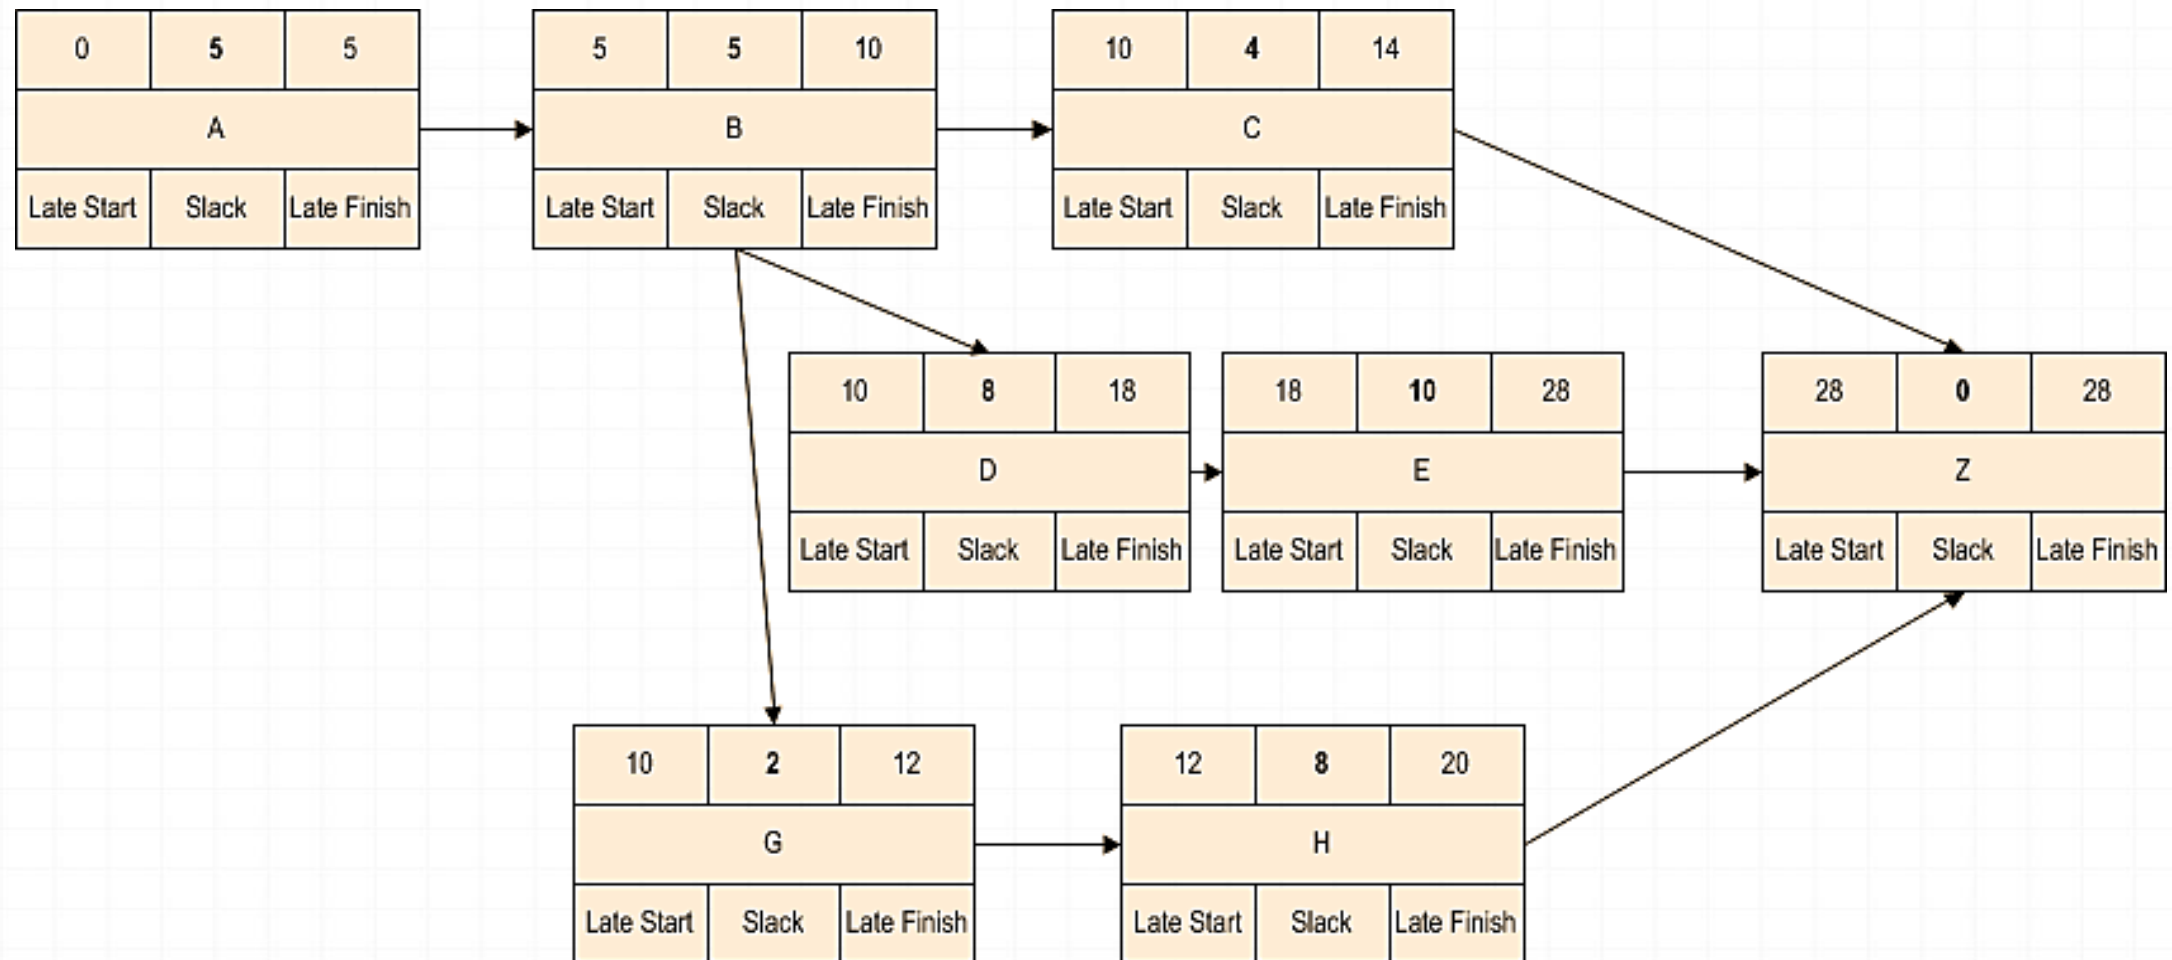 0 5 5
A
Late Start Slack Late Finish
5 5 10
B
Late Start Slack Late Finish
10 4 14
C
Late Start Slack Late Finish
10 8 18
D
Late Start Slack Late Finish
18 10 28
E
Late Start Slack Late Finish
28 0 28
Z
Late Start Slack Late Finish
10 2 12
G
Late Start Slack Late Finish
12 8 20
H
Late Start Slack Late Finish